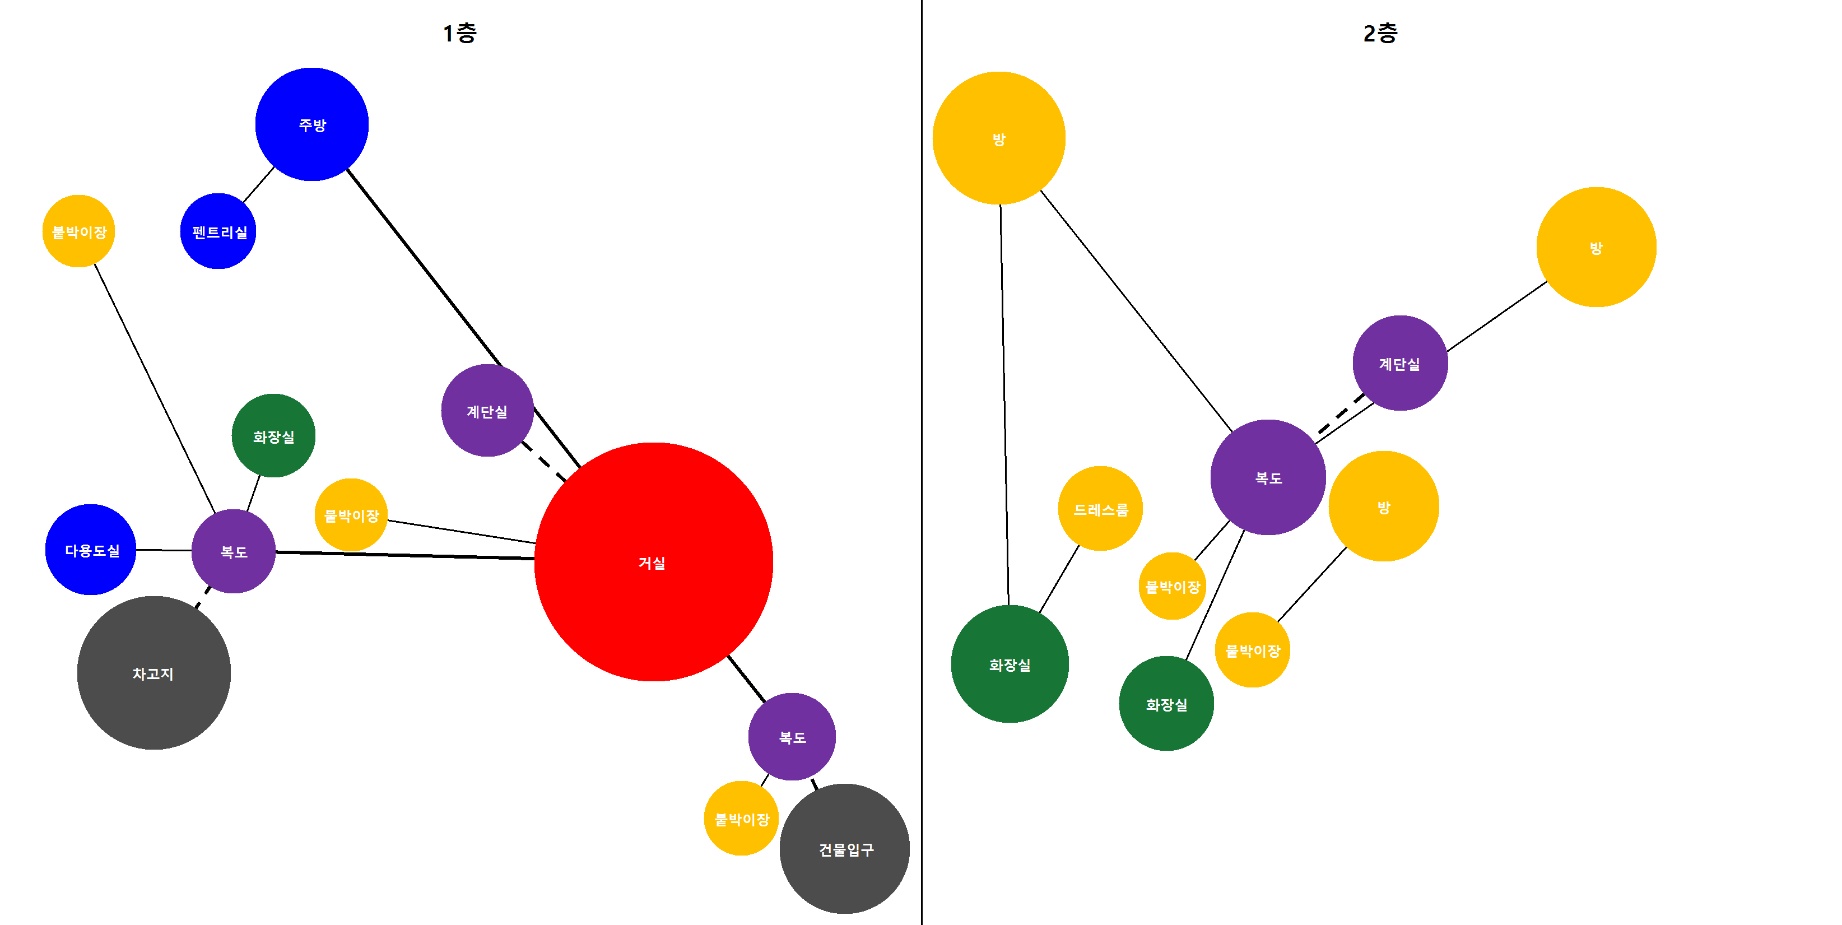 1층
주방
붙박이장
펜트리실
계단실
화장실
붙박이장
다용도실
복도
거실
차고지
복도
붙박이장
건물입구
2층
방
방
계단실
복도
드레스룸
방
붙박이장
붙박이장
화장실
화장실